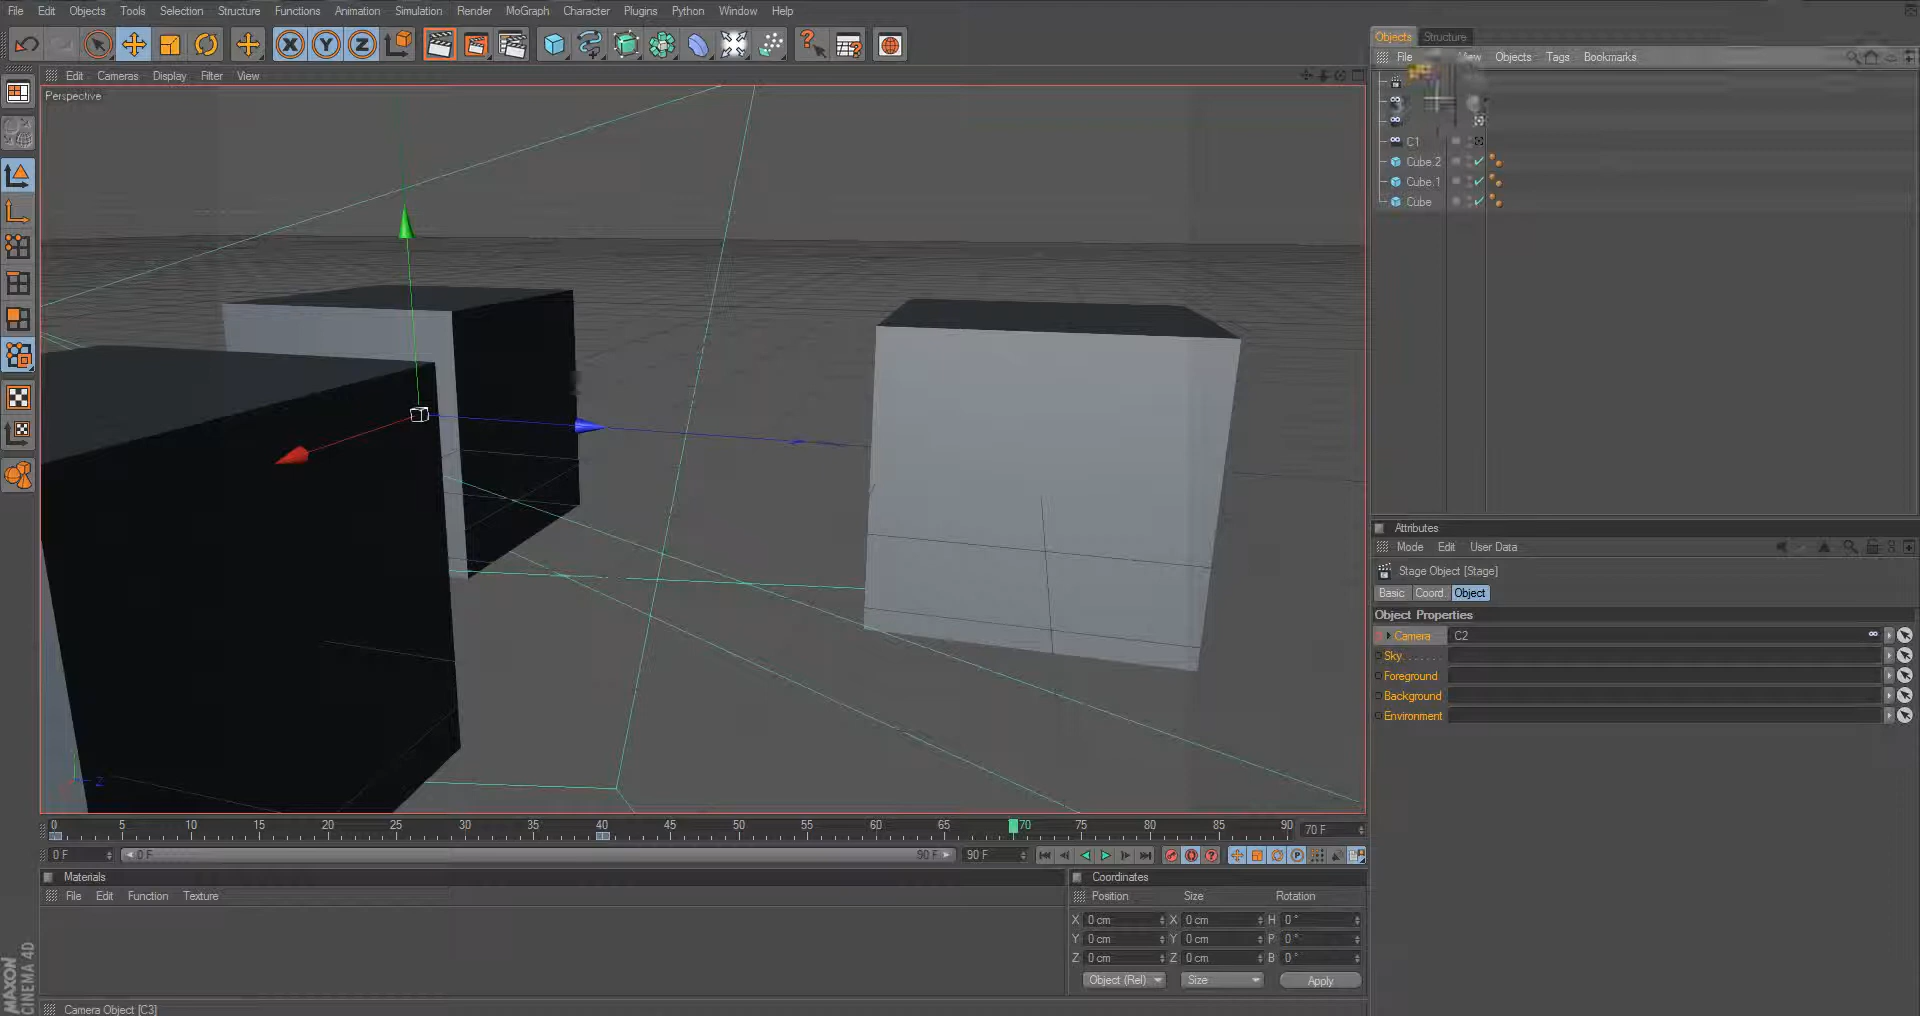 File Edit Objects Tools Selection Structure Functions Animation Simulation Render MoGraph Character Plugins Python Window Help
Objects Structure
File View Objects Tags Bookmarks
Edit Cameras Display Filter View
Perspective
C1
Cube.2
Cube.1
Cube
Attributes
Mode Edit User Data
Stage Object [Stage]
Basic Coord. Object
Object Properties
Camera C2
Sky. . . . . . .
Foreground
Background
Environment
Z
0 5 10 15 20 25 30 35 40 45 50 55 60 65 70 75 80 85 90 70 F
0 F 0 F 90 F 90 F
Materials
File Edit Function Texture
Coordinates
Position Size Rotation
X 0 cm X 0 cm H 0 °
Y 0 cm Y 0 cm P 0 °
Z 0 cm Z 0 cm B 0 °
Object (Rel) Size Apply
MAXON
CINEMA 4D
Camera Object [C3]